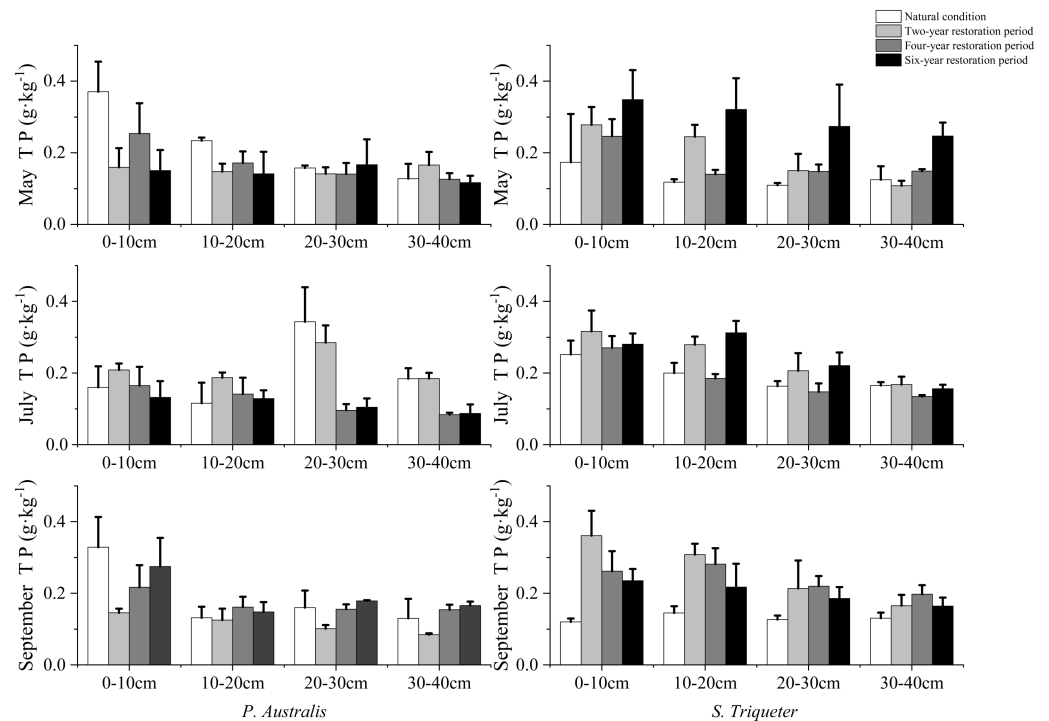 Natural condition
Two-year restoration period
Four-year restoration period
Six-year restoration period
May TP (g·kg⁻¹)
0.4
0.2
0.0
0-10cm 10-20cm 20-30cm 30-40cm
May TP (g·kg⁻¹)
0.4
0.2
0.0
0-10cm 10-20cm 20-30cm 30-40cm
July TP (g·kg⁻¹)
0.4
0.2
0.0
0-10cm 10-20cm 20-30cm 30-40cm
July TP (g·kg⁻¹)
0.4
0.2
0.0
0-10cm 10-20cm 20-30cm 30-40cm
September TP (g·kg⁻¹)
0.4
0.2
0.0
0-10cm 10-20cm 20-30cm 30-40cm
P. Australis
September TP (g·kg⁻¹)
0.4
0.2
0.0
0-10cm 10-20cm 20-30cm 30-40cm
S. Triqueter